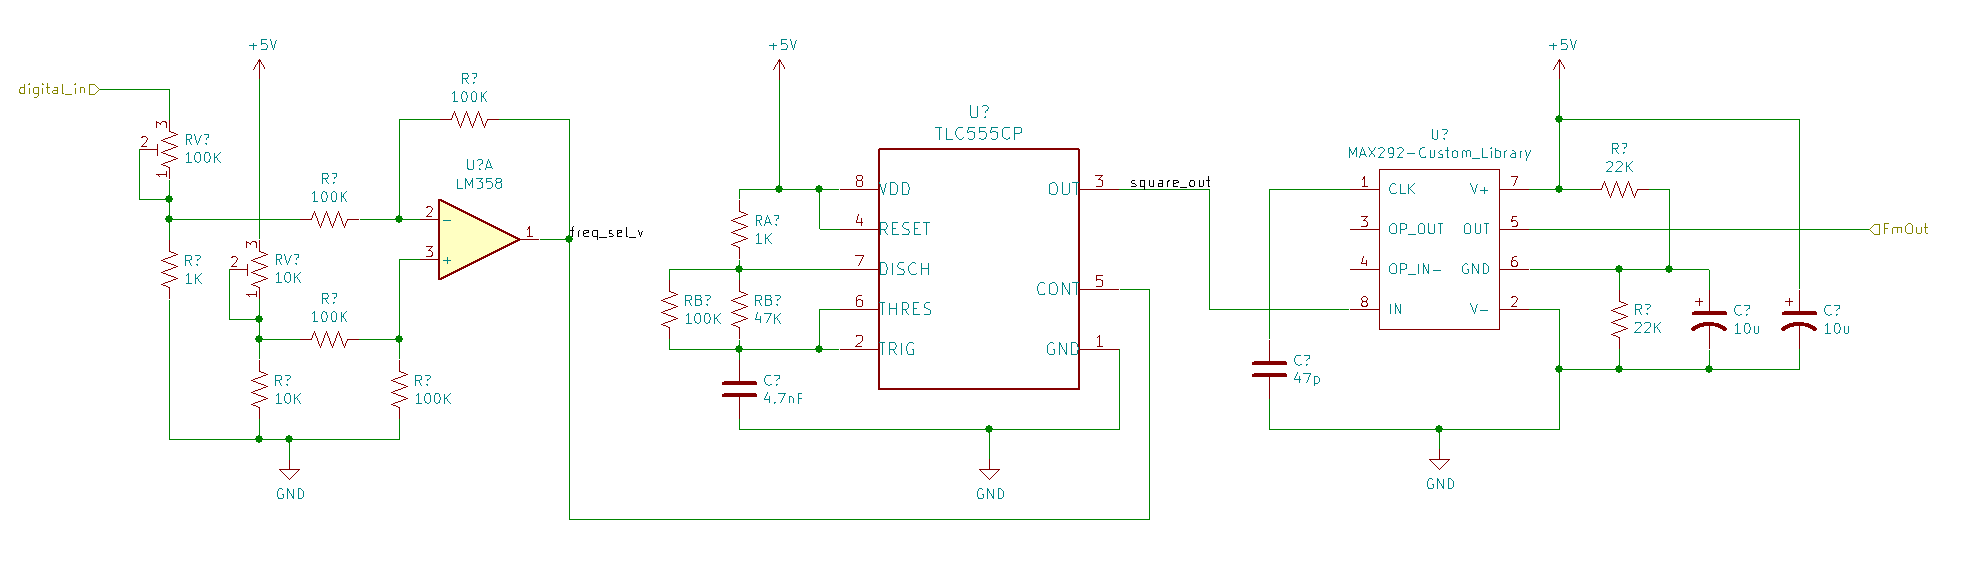 digital_in
3
2
RV?
100K
1
R?
1K
+5V
3
2
RV?
10K
1
R?
100K
R?
100K
R?
10K
R?
100K
GND
R?
100K
U?A
LM358
2
-
3
+
1
freq_sel_v
+5V
RA?
1K
RB?
100K
RB?
47K
C?
4.7nF
U?
TLC555CP
8
VDD
4
RESET
7
DISCH
6
THRES
2
TRIG
OUT
3
CONT
5
GND
1
GND
square_out
U?
MAX292-Custom_Library
1
CLK
3
OP_OUT
4
OP_IN-
8
IN
V+
7
OUT
5
GND
6
V-
2
C?
47p
GND
+5V
R?
22K
R?
22K
+
C?
10u
+
C?
10u
FmOut